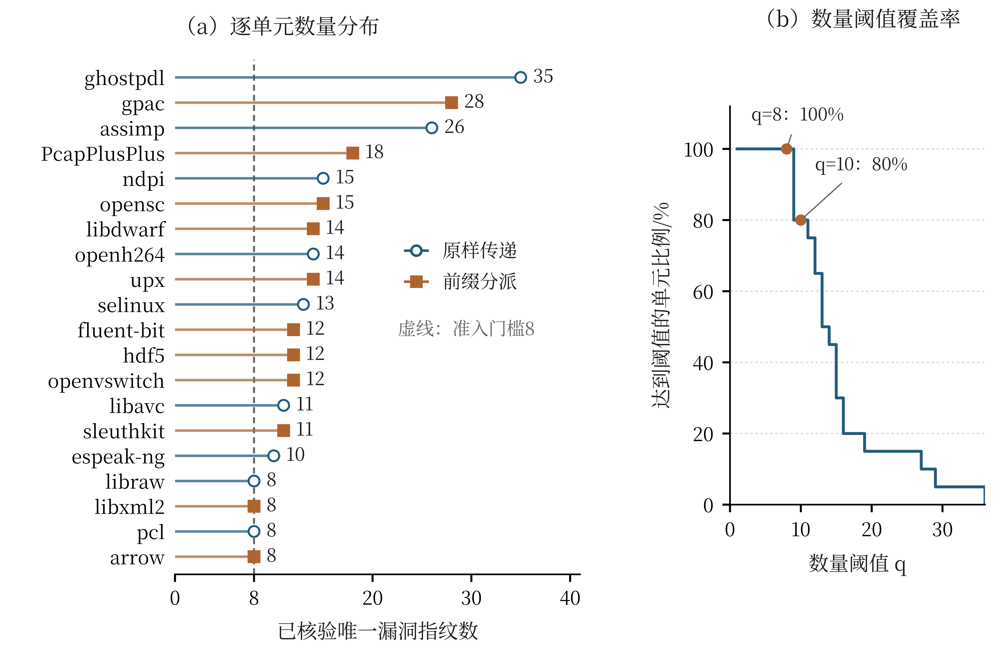 （a）逐单元数量分布
ghostpdl 35
gpac 28
assimp 26
PcapPlusPlus 18
ndpi 15
opensc 15
libdwarf 14
openh264 14
upx 14
selinux 13
fluent-bit 12
hdf5 12
openvswitch 12
libavc 11
sleuthkit 11
espeak-ng 10
libraw 8
libxml2 8
pcl 8
arrow 8
原样传递
前缀分派
虚线：准入门槛8
0 8 20 30 40
已核验唯一漏洞指纹数
（b）数量阈值覆盖率
q=8：100%
q=10：80%
达到阈值的单元比例/%
100
80
60
40
20
0
0 10 20 30
数量阈值 q